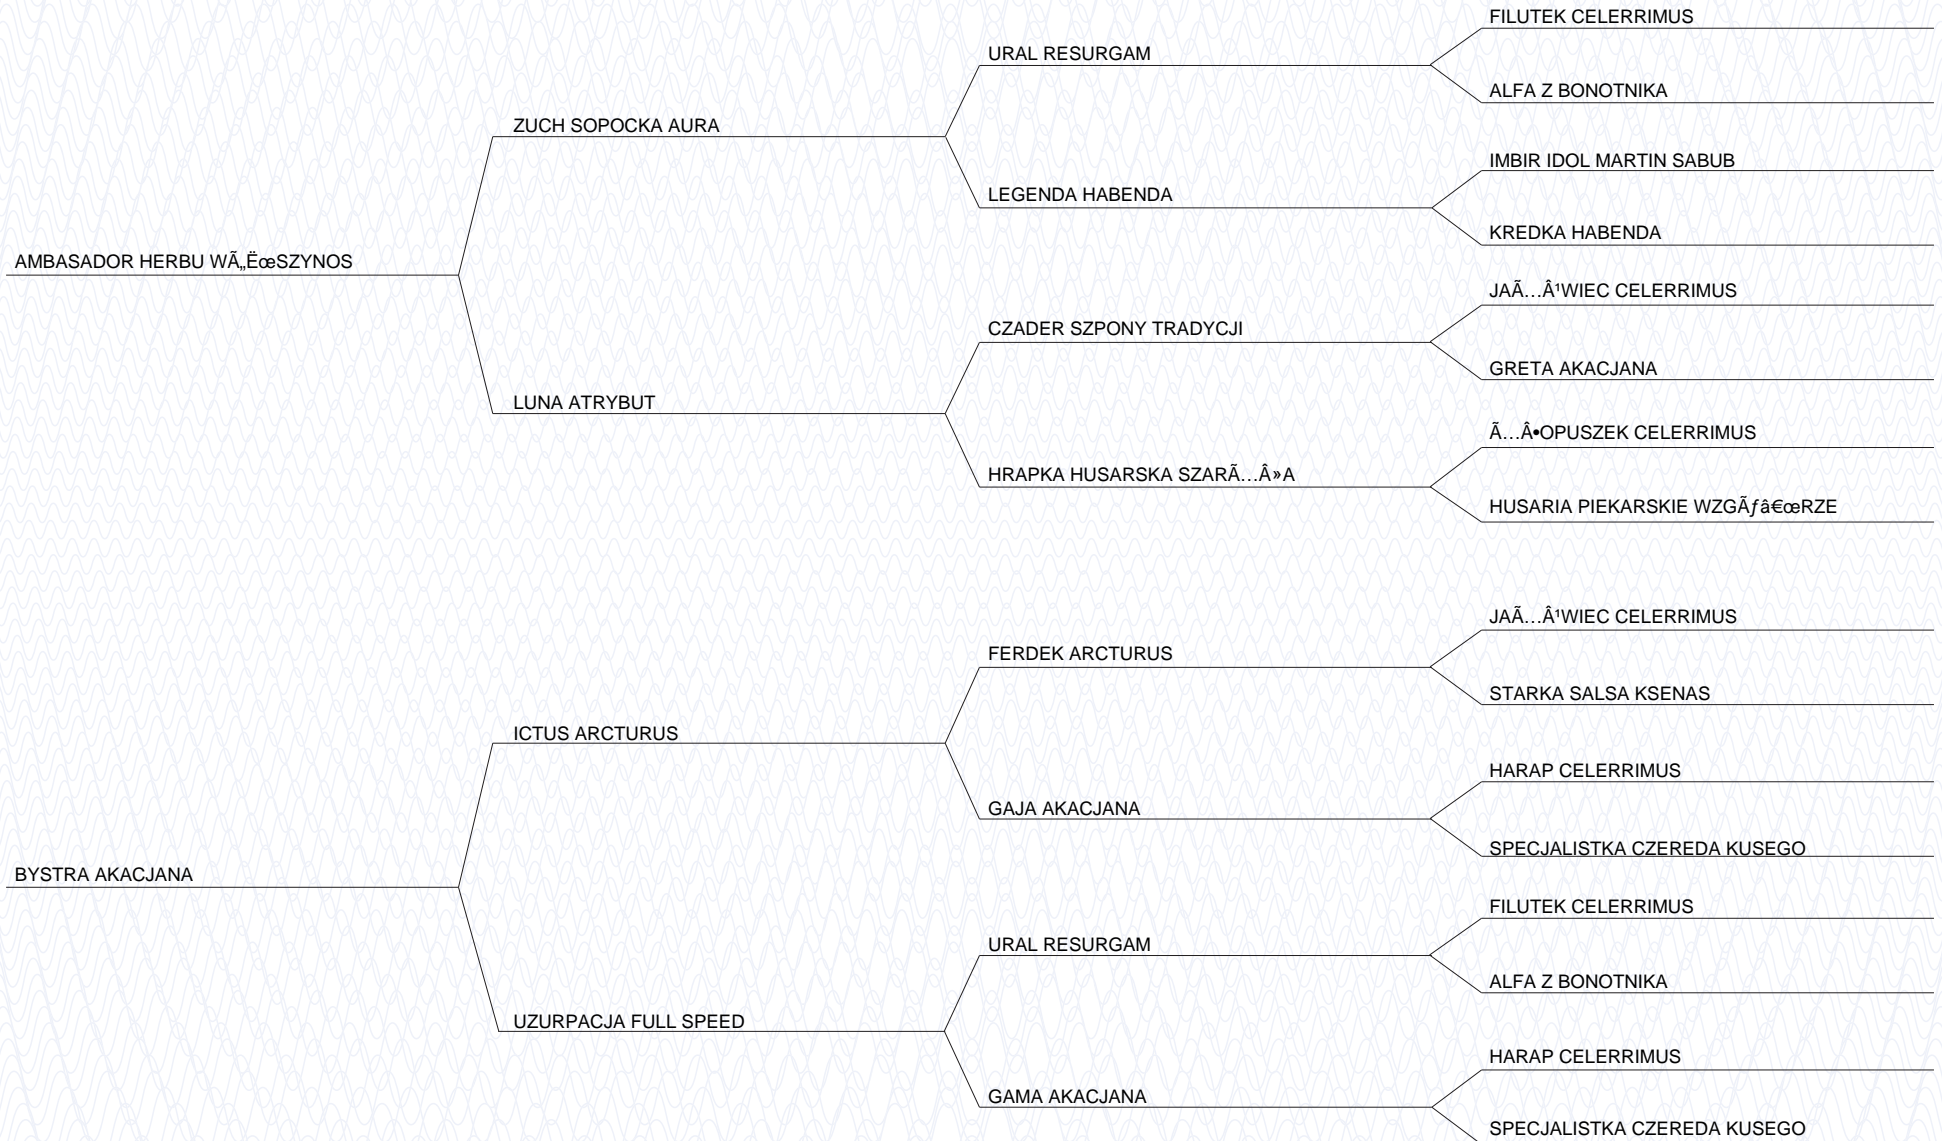 FILUTEK CELERRIMUS
URAL RESURGAM
ALFA Z BONOTNIKA
ZUCH SOPOCKA AURA
IMBIR IDOL MARTIN SABUB
LEGENDA HABENDA
KREDKA HABENDA
AMBASADOR HERBU WÃ„ËœSZYNOS
JAÃ…Â¹WIEC CELERRIMUS
CZADER SZPONY TRADYCJI
GRETA AKACJANA
LUNA ATRYBUT
Ã…Â•OPUSZEK CELERRIMUS
HRAPKA HUSARSKA SZARÃ…Â»A
HUSARIA PIEKARSKIE WZGÃƒâ€œRZE
JAÃ…Â¹WIEC CELERRIMUS
FERDEK ARCTURUS
STARKA SALSA KSENAS
ICTUS ARCTURUS
HARAP CELERRIMUS
GAJA AKACJANA
SPECJALISTKA CZEREDA KUSEGO
BYSTRA AKACJANA
FILUTEK CELERRIMUS
URAL RESURGAM
ALFA Z BONOTNIKA
UZURPACJA FULL SPEED
HARAP CELERRIMUS
GAMA AKACJANA
SPECJALISTKA CZEREDA KUSEGO